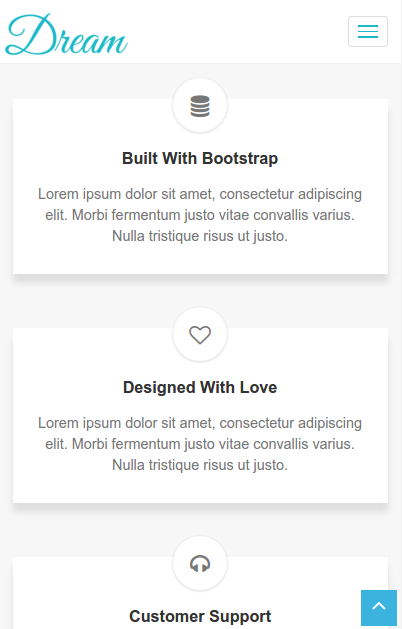 Dream
Built With Bootstrap
Lorem ipsum dolor sit amet, consectetur adipiscing
elit. Morbi fermentum justo vitae convallis varius.
Nulla tristique risus ut justo.
Designed With Love
Lorem ipsum dolor sit amet, consectetur adipiscing
elit. Morbi fermentum justo vitae convallis varius.
Nulla tristique risus ut justo.
Customer Support